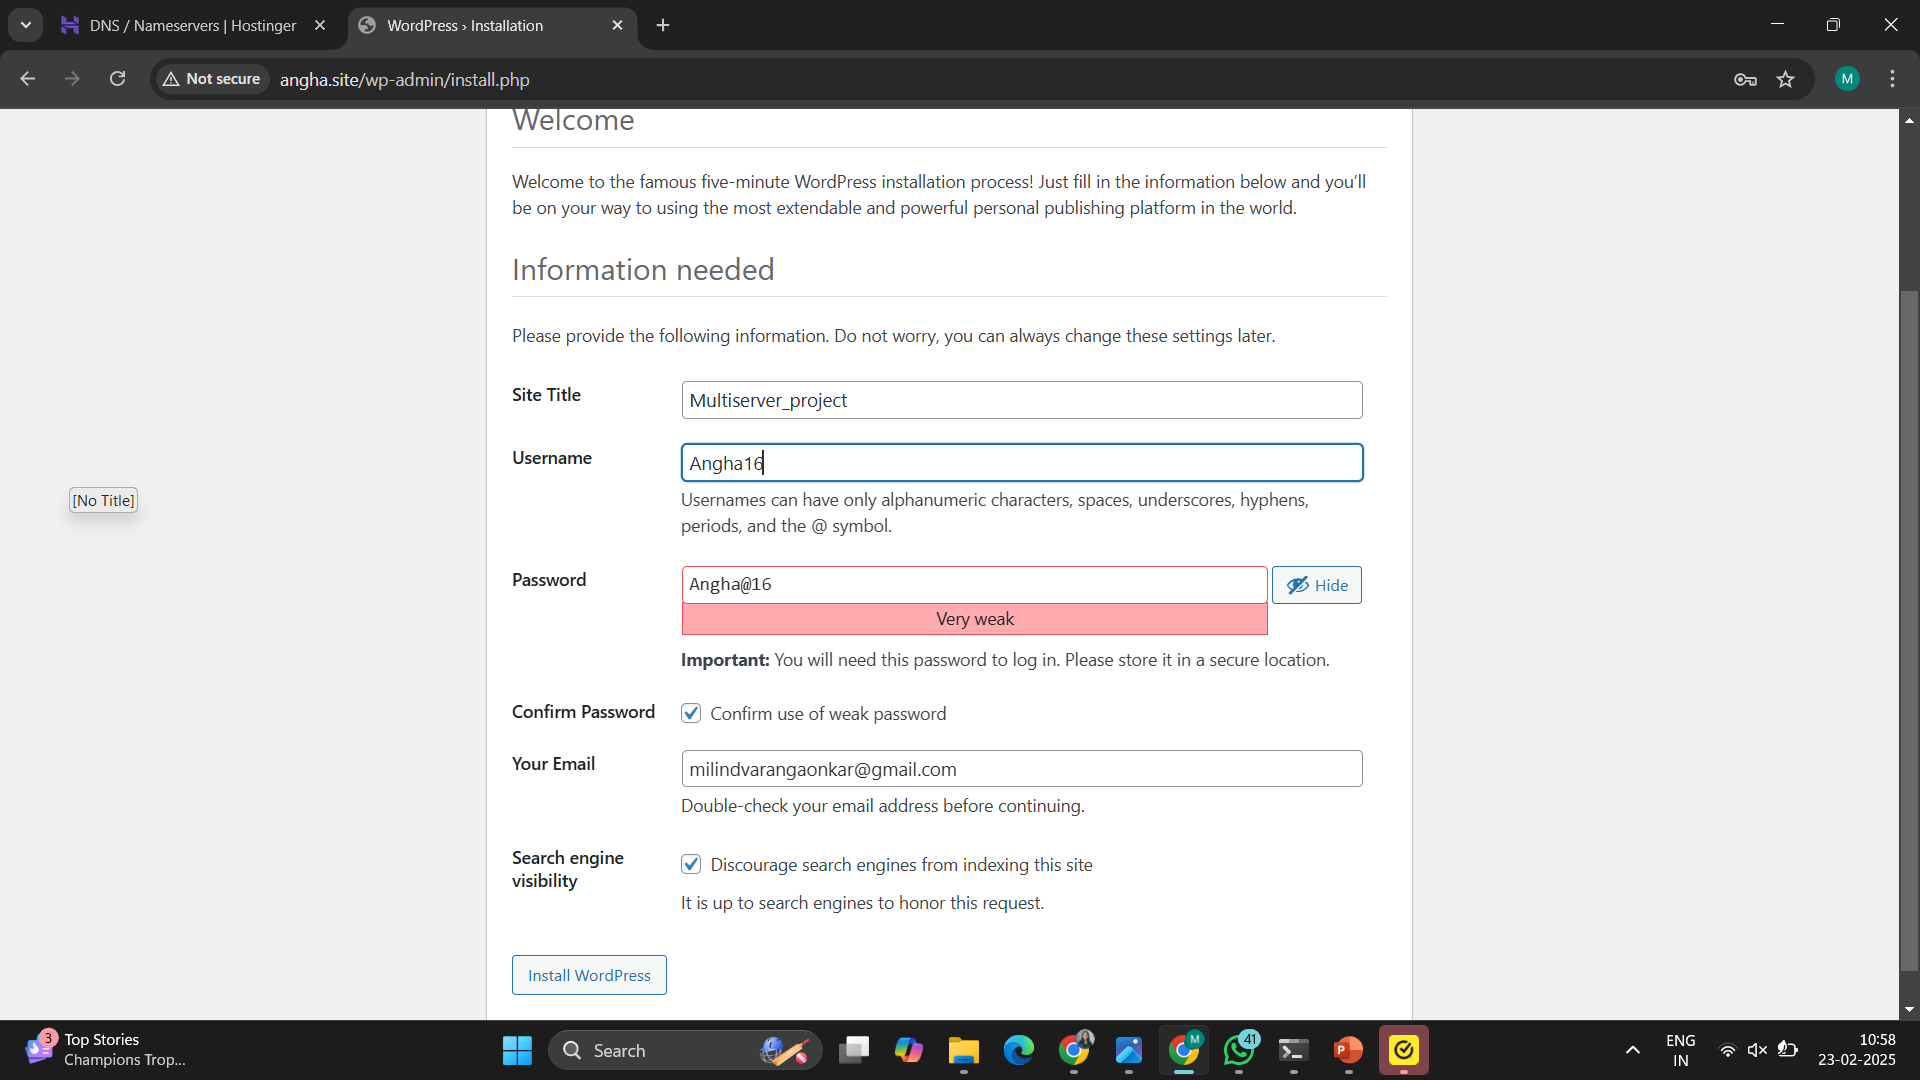 DNS / Nameservers | Hostinger
WordPress › Installation
Not secure
angha.site/wp-admin/install.php
M
Welcome
Welcome to the famous five-minute WordPress installation process! Just fill in the information below and you’ll
be on your way to using the most extendable and powerful personal publishing platform in the world.
Information needed
Please provide the following information. Do not worry, you can always change these settings later.
Site Title
Multiserver_project
Username
Angha16
Usernames can have only alphanumeric characters, spaces, underscores, hyphens,
periods, and the @ symbol.
[No Title]
Password
Angha@16
Hide
Very weak
Important: You will need this password to log in. Please store it in a secure location.
Confirm Password
Confirm use of weak password
Your Email
milindvarangaonkar@gmail.com
Double-check your email address before continuing.
Search engine
visibility
Discourage search engines from indexing this site
It is up to search engines to honor this request.
Install WordPress
3
Top Stories
Champions Trop...
Search
M
41
P
ENG
IN
10:58
23-02-2025